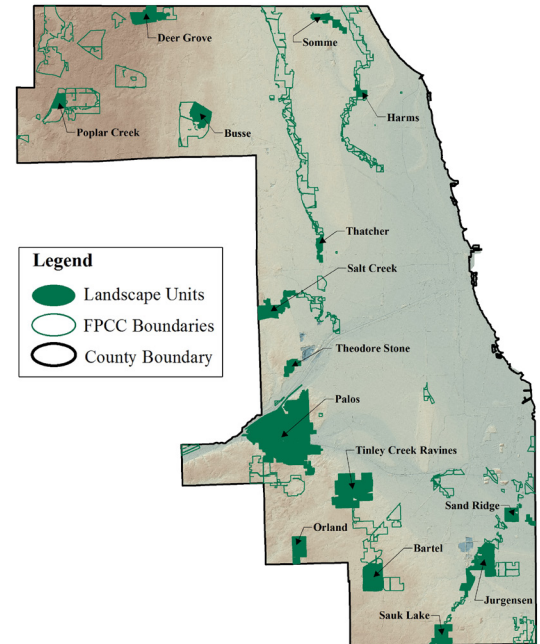 Deer Grove
Somme
Poplar Creek
Busse
Harms
Thatcher
Legend
Landscape Units
FPCC Boundaries
County Boundary
Salt Creek
Theodore Stone
Palos
Tinley Creek Ravines
Sand Ridge
Orland
Bartel
Jurgensen
Sauk Lake